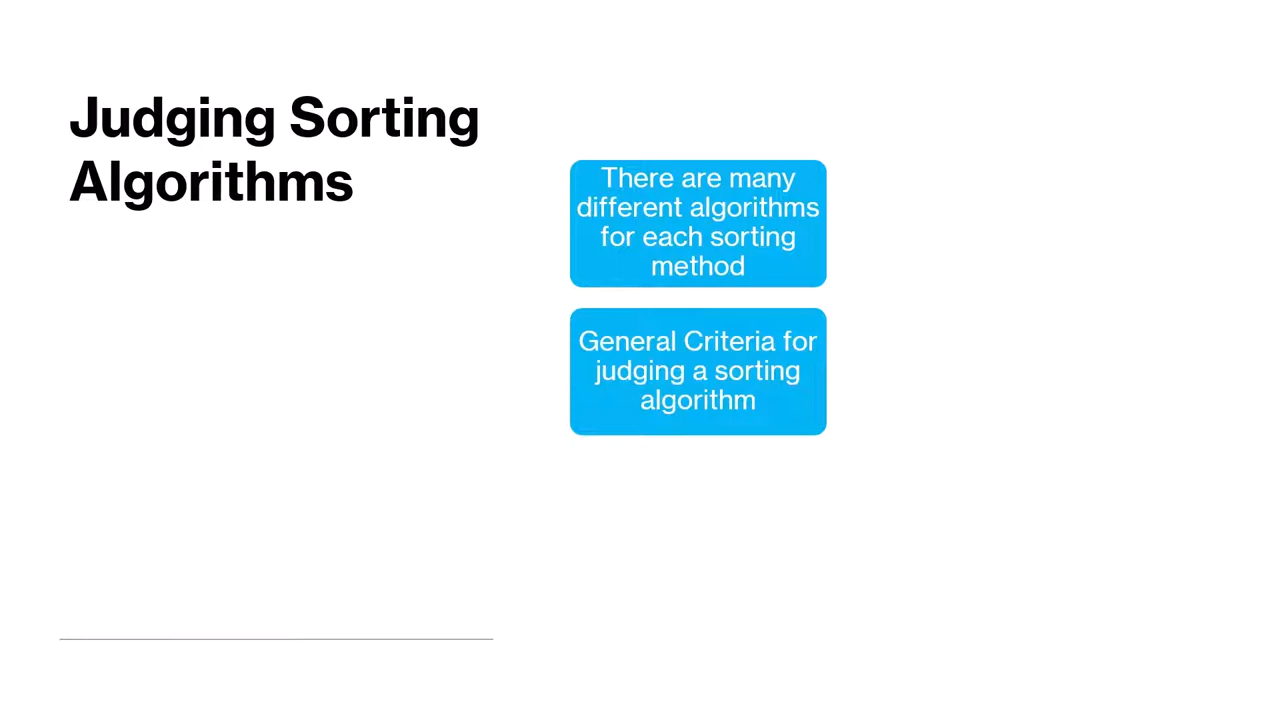 Judging Sorting
Algorithms
There are many
different algorithms
for each sorting
method
General Criteria for
judging a sorting
algorithm